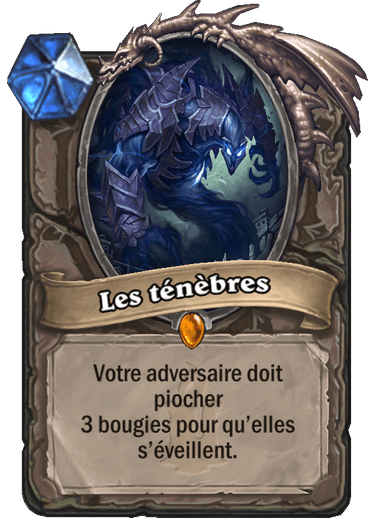 Les ténèbres
Votre adversaire doit
piocher
3 bougies pour qu'elles
s'éveillent.